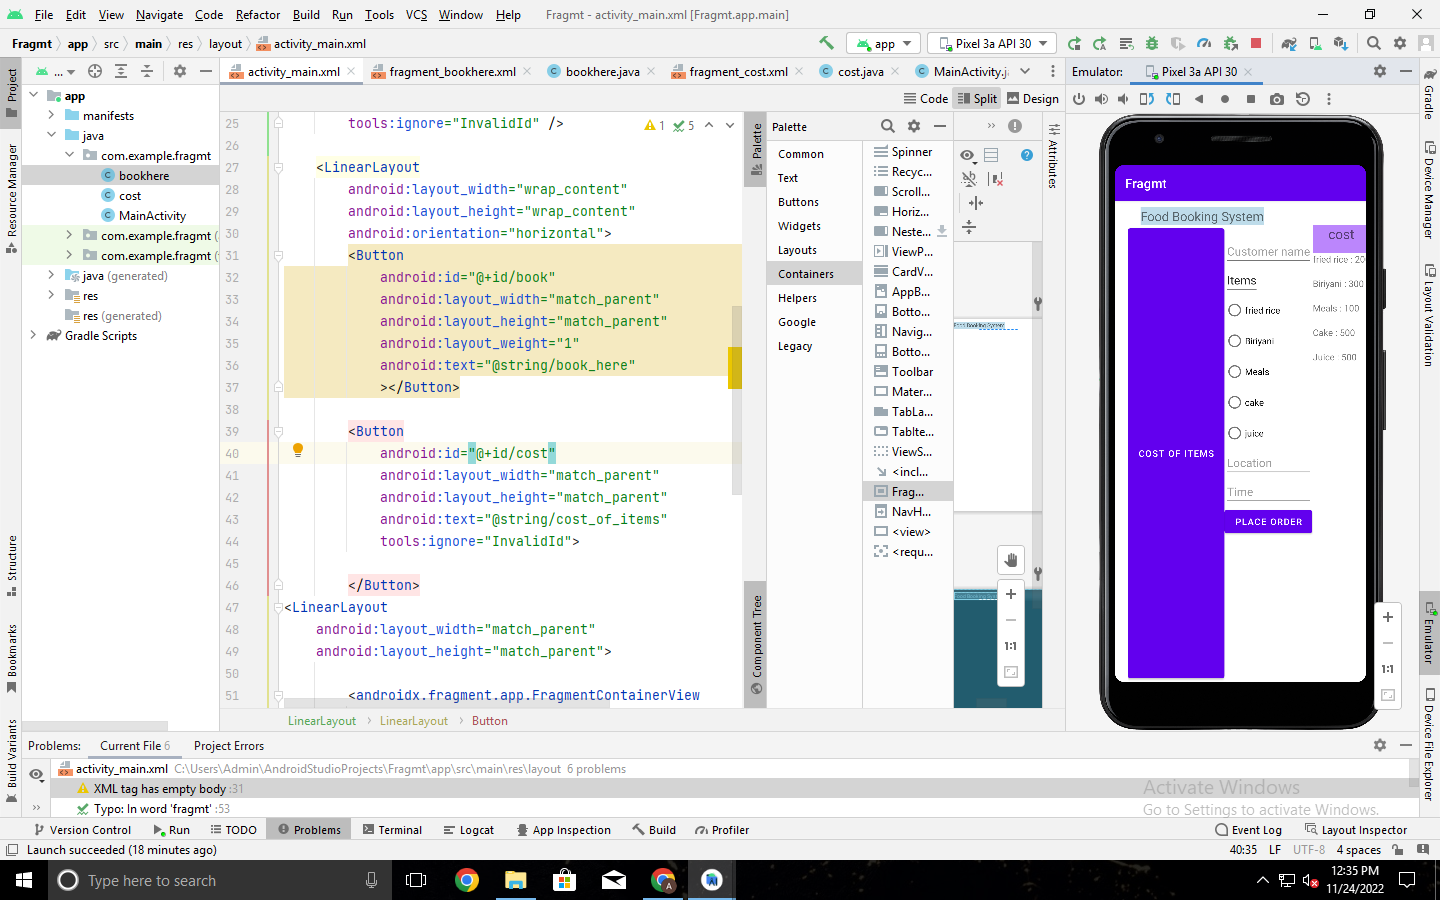 File Edit View Navigate Code Refactor Build Run Tools VCS Window Help Fragmt - activity_main.xml [Fragmt.app.main]
Fragmt app src main res layout activity_main.xml app Pixel 3a API 30
... activity_main.xml fragment_bookhere.xml bookhere.java fragment_cost.xml cost.java MainActivity.j Emulator: Pixel 3a API 30
Code Split Design
Project
Resource Manager
Structure
Bookmarks
Build Variants
app
manifests
java
com.example.fragmt
bookhere
cost
MainActivity
com.example.fragmt (
com.example.fragmt (
java (generated)
res
res (generated)
Gradle Scripts
1 5
25 tools:ignore="InvalidId" />
26
27 <LinearLayout
28 android:layout_width="wrap_content"
29 android:layout_height="wrap_content"
30 android:orientation="horizontal">
31 <Button
32 android:id="@+id/book"
33 android:layout_width="match_parent"
34 android:layout_height="match_parent"
35 android:layout_weight="1"
36 android:text="@string/book_here"
37 ></Button>
38
39 <Button
40 android:id="@+id/cost"
41 android:layout_width="match_parent"
42 android:layout_height="match_parent"
43 android:text="@string/cost_of_items"
44 tools:ignore="InvalidId">
45
46 </Button>
47 <LinearLayout
48 android:layout_width="match_parent"
49 android:layout_height="match_parent">
50
51 <androidx.fragment.app.FragmentContainerView
LinearLayout LinearLayout Button
Palette
Component Tree
Palette
Common
Text
Buttons
Widgets
Layouts
Containers
Helpers
Google
Legacy
Spinner
Recyc...
Scroll...
Horiz...
Neste...
ViewP...
CardV...
AppB...
Botto...
Navig...
Botto...
Toolbar
Mater...
TabLa...
TabIte...
ViewS...
<incl...
Frag...
NavH...
<view>
<requ...
Attributes
Food Booking System
Food Booking System
1:1
Fragmt
Food Booking System
COST OF ITEMS
Customer name
Items
fried rice
Biriyani
Meals
cake
juice
Location
Time
PLACE ORDER
cost
fried rice : 20
Biriyani : 300
Meals : 100
Cake : 500
Juice : 500
1:1
Gradle
Device Manager
Layout Validation
Emulator
Device File Explorer
Problems: Current File 6 Project Errors
activity_main.xml C:\Users\Admin\AndroidStudioProjects\Fragmt\app\src\main\res\layout 6 problems
XML tag has empty body :31
Typo: In word 'fragmt' :53
Activate Windows
Go to Settings to activate Windows.
Version Control Run TODO Problems Terminal Logcat App Inspection Build Profiler Event Log Layout Inspector
Launch succeeded (18 minutes ago) 40:35 LF UTF-8 4 spaces
Type here to search A 12:35 PM
11/24/2022